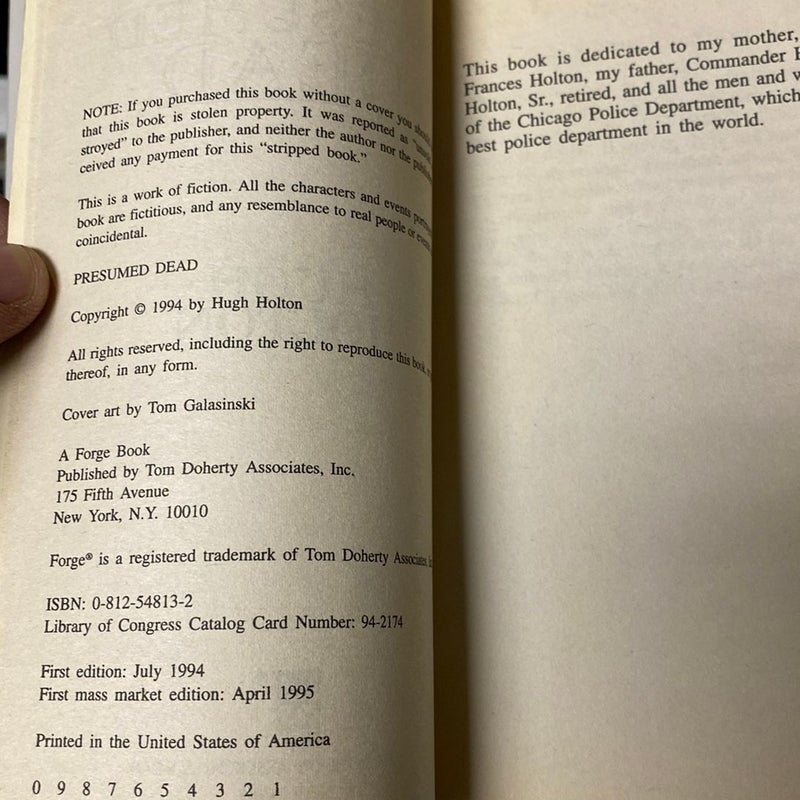 NOTE: If you purchased this book without a cover you should
that this book is stolen property. It was reported as
stroyed" to the publisher, and neither the author nor the
ceived any payment for this "stripped book."
This is a work of fiction. All the characters and events
book are fictitious, and any resemblance to real people or
coincidental.
PRESUMED DEAD
Copyright © 1994 by Hugh Holton
All rights reserved, including the right to reproduce this book,
thereof, in any form.
Cover art by Tom Galasinski
A Forge Book
Published by Tom Doherty Associates, Inc.
175 Fifth Avenue
New York, N.Y. 10010
Forge® is a registered trademark of Tom Doherty Associates,
ISBN: 0-812-54813-2
Library of Congress Catalog Card Number: 94-2174
First edition: July 1994
First mass market edition: April 1995
Printed in the United States of America
0 9 8 7 6 5 4 3 2 1
This book is dedicated to my mother,
Frances Holton, my father, Commander
Holton, Sr., retired, and all the men and
of the Chicago Police Department, which
best police department in the world.